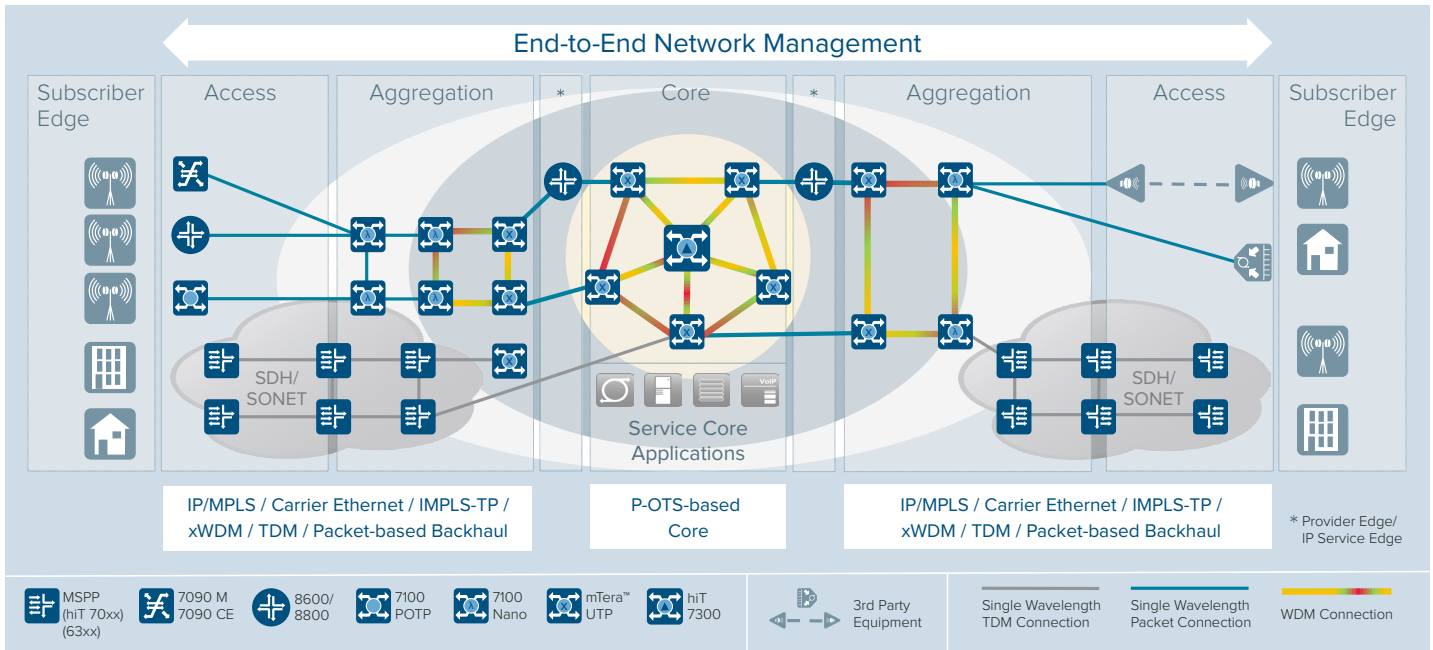 End-to-End Network Management
Subscriber
Edge
Access
Aggregation
*
Core
*
Aggregation
Access
Subscriber
Edge
SDH/
SONET
VoIP
Service Core
Applications
SDH/
SONET
IP/MPLS / Carrier Ethernet / IMPLS-TP /
xWDM / TDM / Packet-based Backhaul
P-OTS-based
Core
IP/MPLS / Carrier Ethernet / IMPLS-TP /
xWDM / TDM / Packet-based Backhaul
* Provider Edge/
IP Service Edge
MSPP
(hiT 70xx)
(63xx)
7090 M
7090 CE
8600/
8800
7100
POTP
7100
Nano
mTera™
UTP
hiT
7300
3rd Party
Equipment
Single Wavelength
TDM Connection
Single Wavelength
Packet Connection
WDM Connection